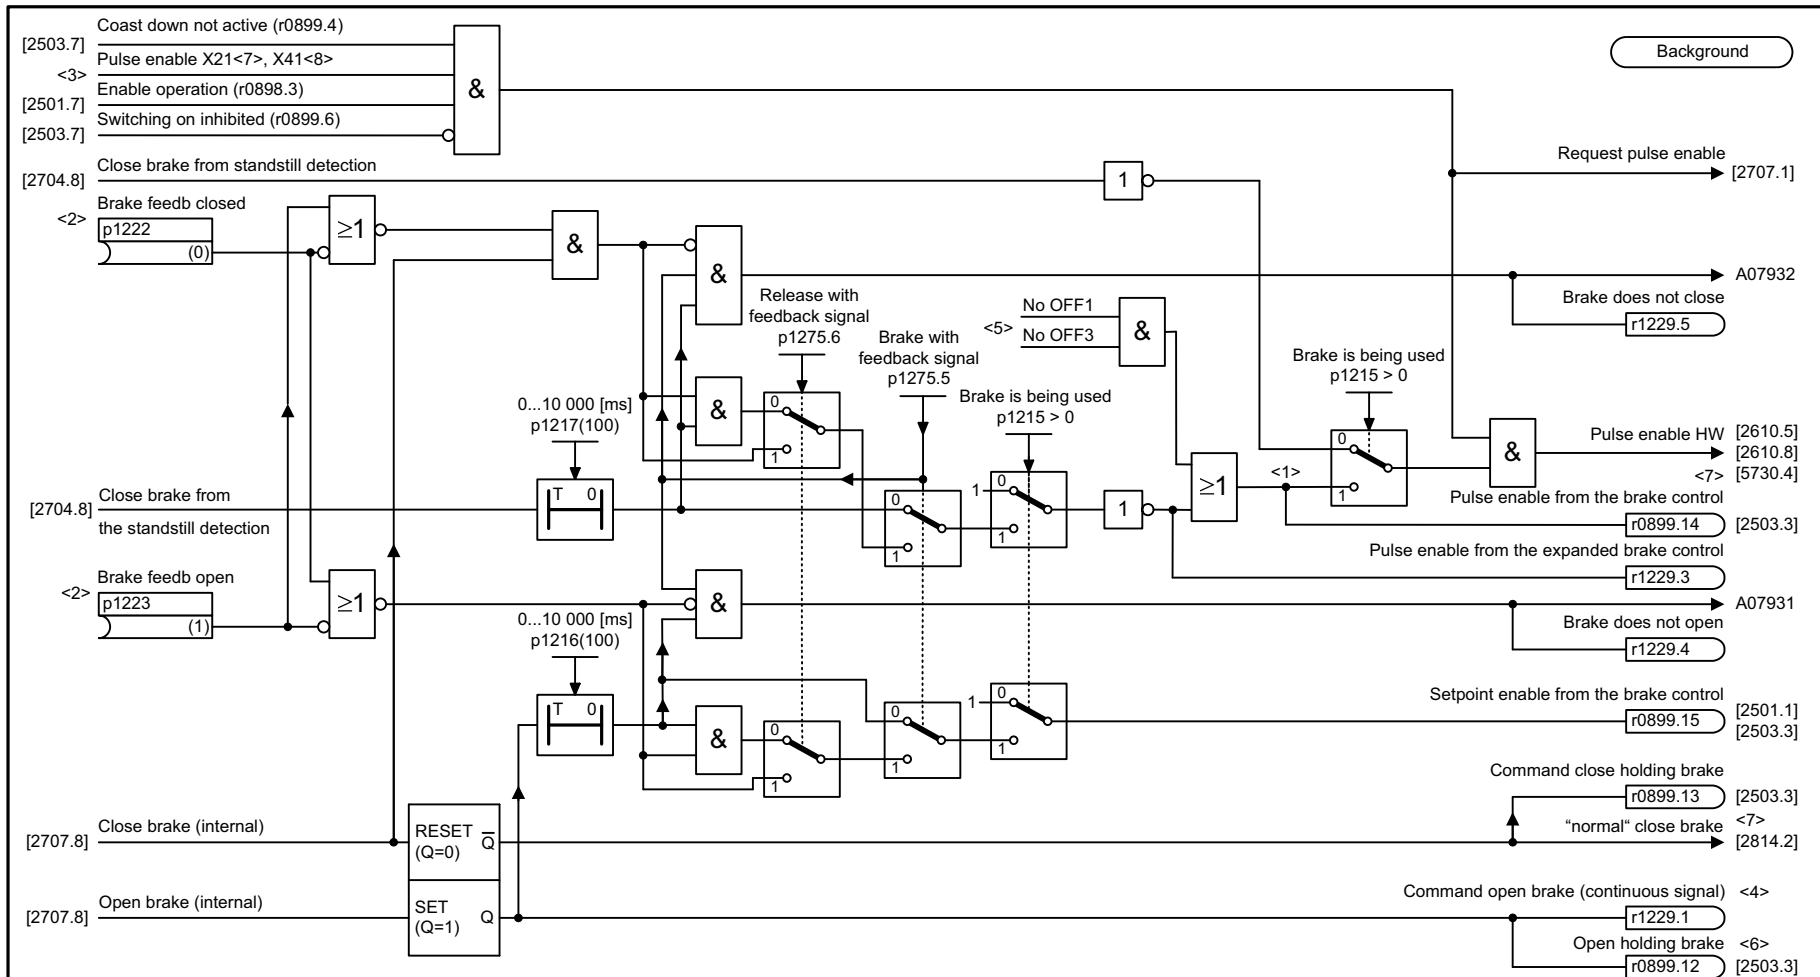 Coast down not active (r0899.4)
[2503.7]
Pulse enable X21<7>, X41<8>
<3>
Enable operation (r0898.3)
[2501.7]
Switching on inhibited (r0899.6)
[2503.7]
&
Background
Close brake from standstill detection
[2704.8]
1
Request pulse enable
[2707.1]
Brake feedb closed
<2>
p1222
(0)
≥1
&
&
A07932
Brake does not close
r1229.5
Release with
feedback signal
p1275.6
Brake with
feedback signal
p1275.5
<5>
No OFF1
No OFF3
&
Brake is being used
p1215 > 0
Brake is being used
p1215 > 0
0...10 000 [ms]
p1217(100)
&
0
1
0
1
&
Pulse enable HW
[2610.5]
[2610.8]
<7>
[5730.4]
Close brake from
[2704.8]
the standstill detection
T 0
0
1
1
0
1
1
≥1
<1>
Pulse enable from the brake control
r0899.14
[2503.3]
Pulse enable from the expanded brake control
r1229.3
Brake feedb open
<2>
p1223
(1)
≥1
&
A07931
Brake does not open
r1229.4
0...10 000 [ms]
p1216(100)
T 0
&
0
1
0
1
1
0
1
Setpoint enable from the brake control
r0899.15
[2501.1]
[2503.3]
Command close holding brake
r0899.13
[2503.3]
Close brake (internal)
[2707.8]
RESET
(Q=0)
Q
“normal“ close brake
<7>
[2814.2]
Open brake (internal)
[2707.8]
SET
(Q=1)
Q
Command open brake (continuous signal) <4>
r1229.1
Open holding brake <6>
r0899.12
[2503.3]